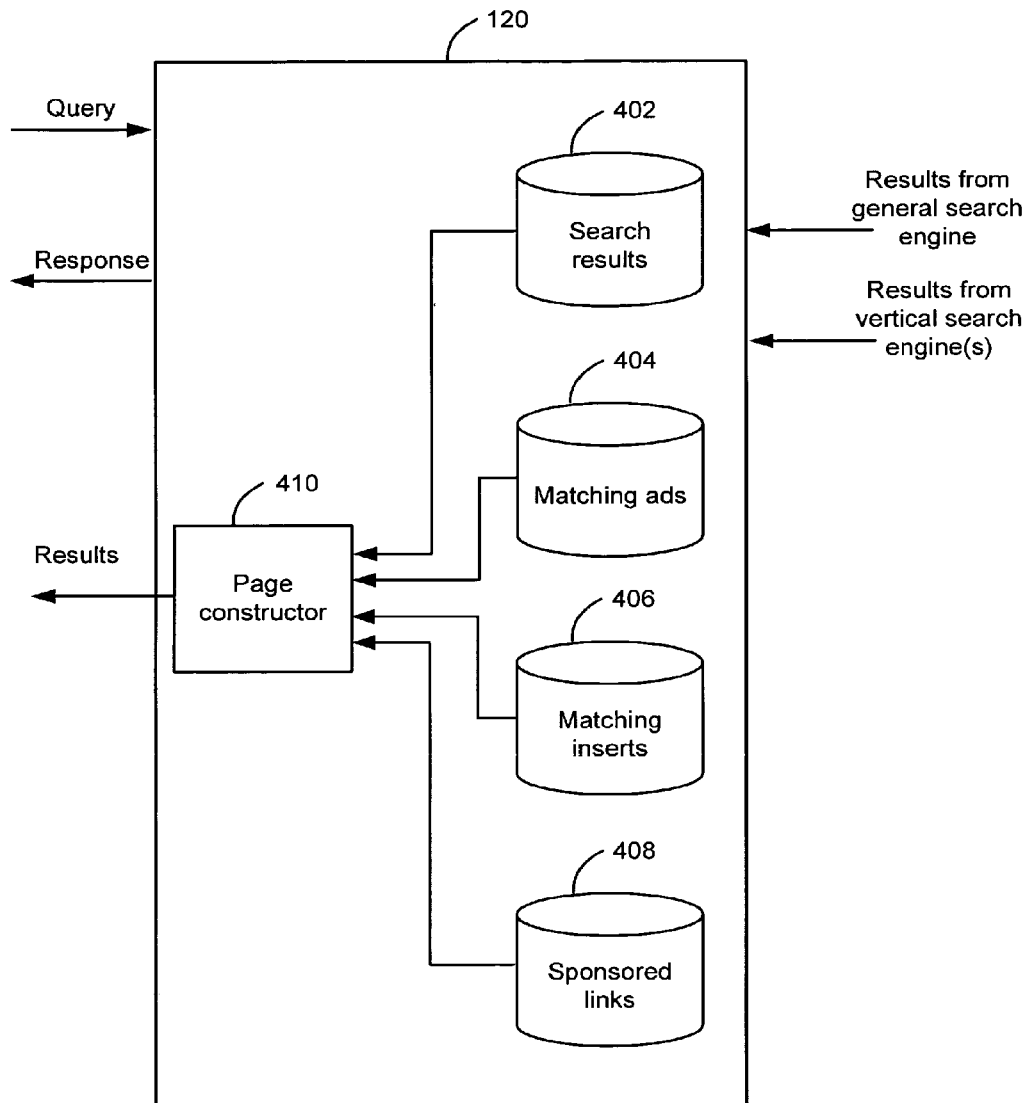 120
Query
402
Results from
general search
engine
Search
results
Response
Results from
vertical search
engine(s)
404
Matching ads
410
Results
Page
constructor
406
Matching
inserts
408
Sponsored
links